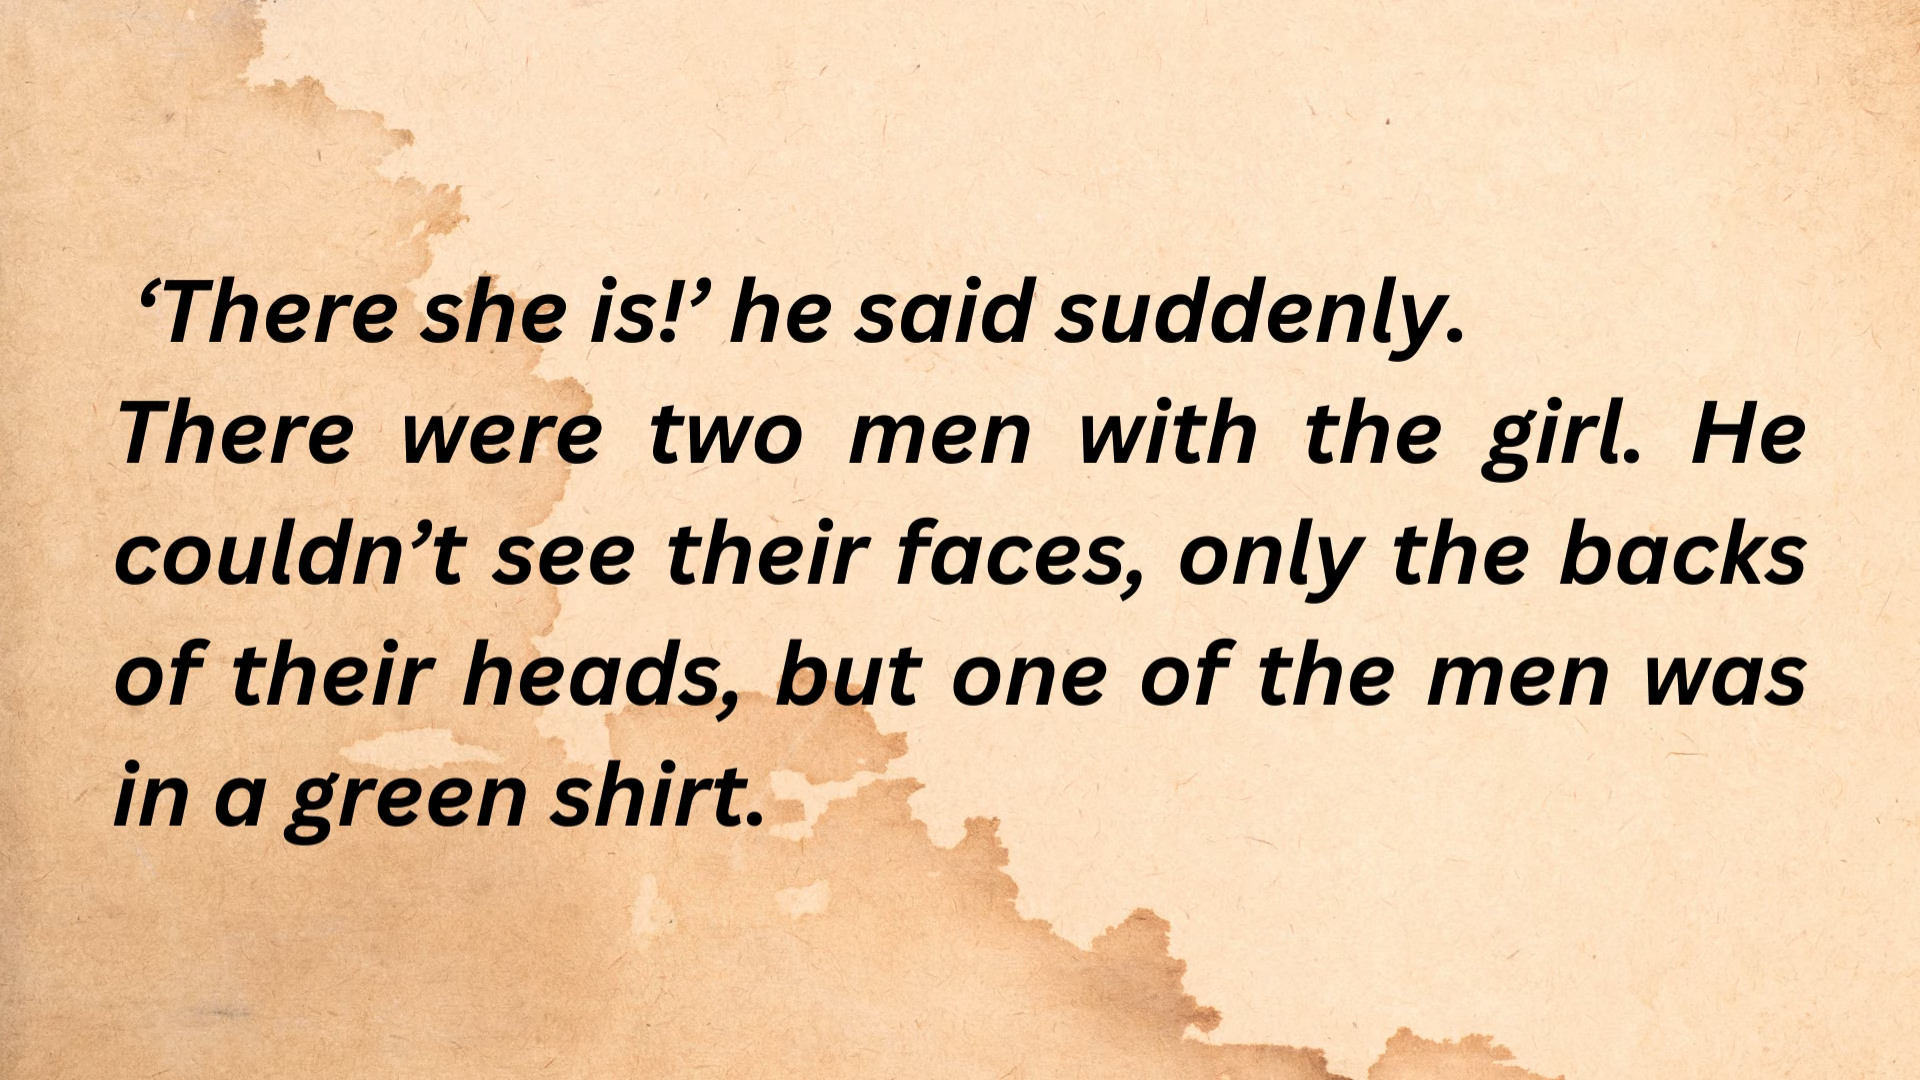 ‘There she is!’ he said suddenly.
There were two men with the girl. He
couldn’t see their faces, only the backs
of their heads, but one of the men was
in a green shirt.